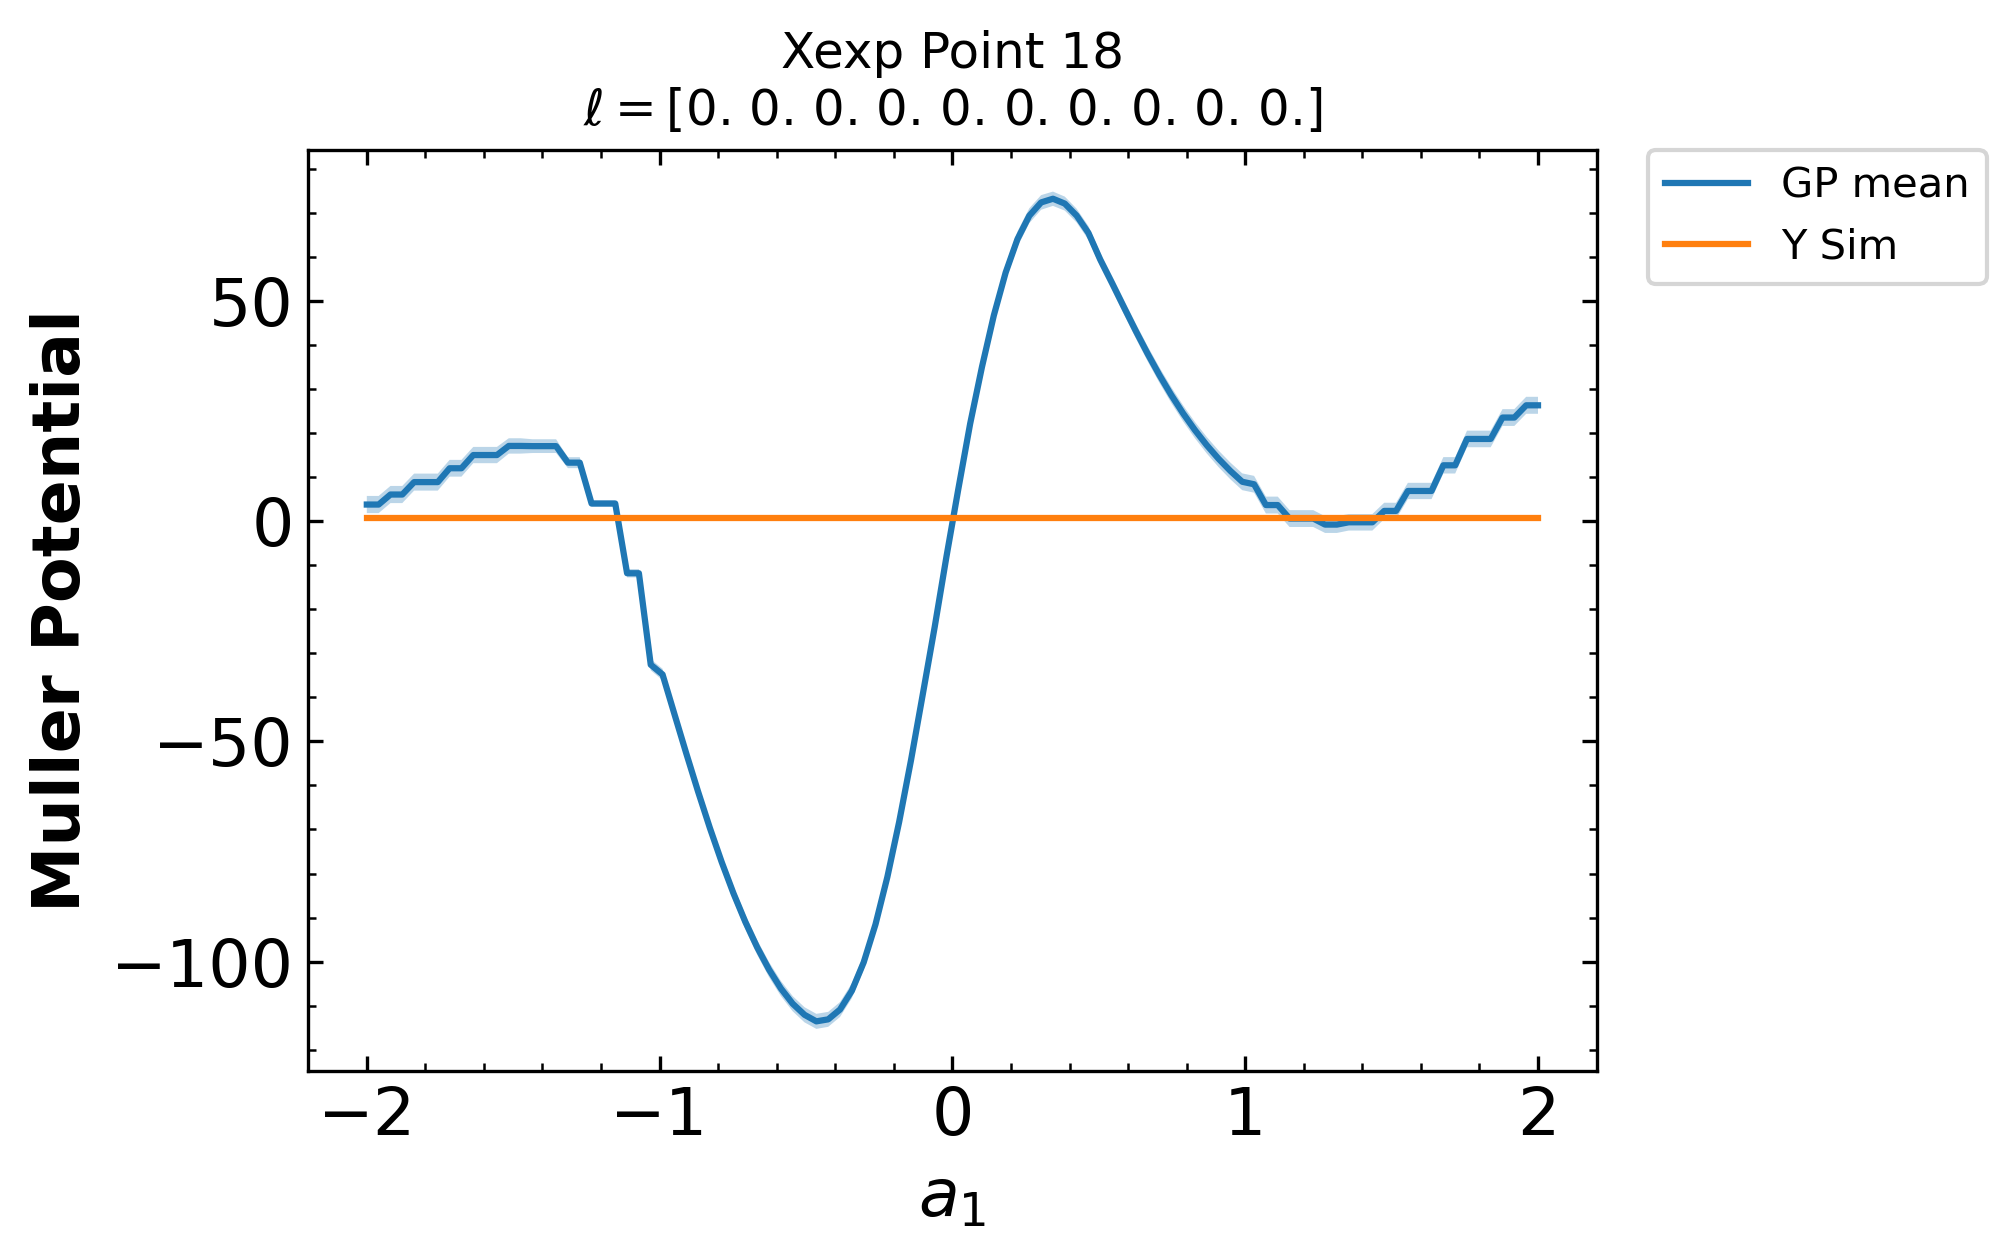 Xexp Point 18
ℓ = [0. 0. 0. 0. 0. 0. 0. 0. 0. 0.]
GP mean
Y Sim
Muller Potential
50
0
−50
−100
−2 −1 0 1 2
a₁